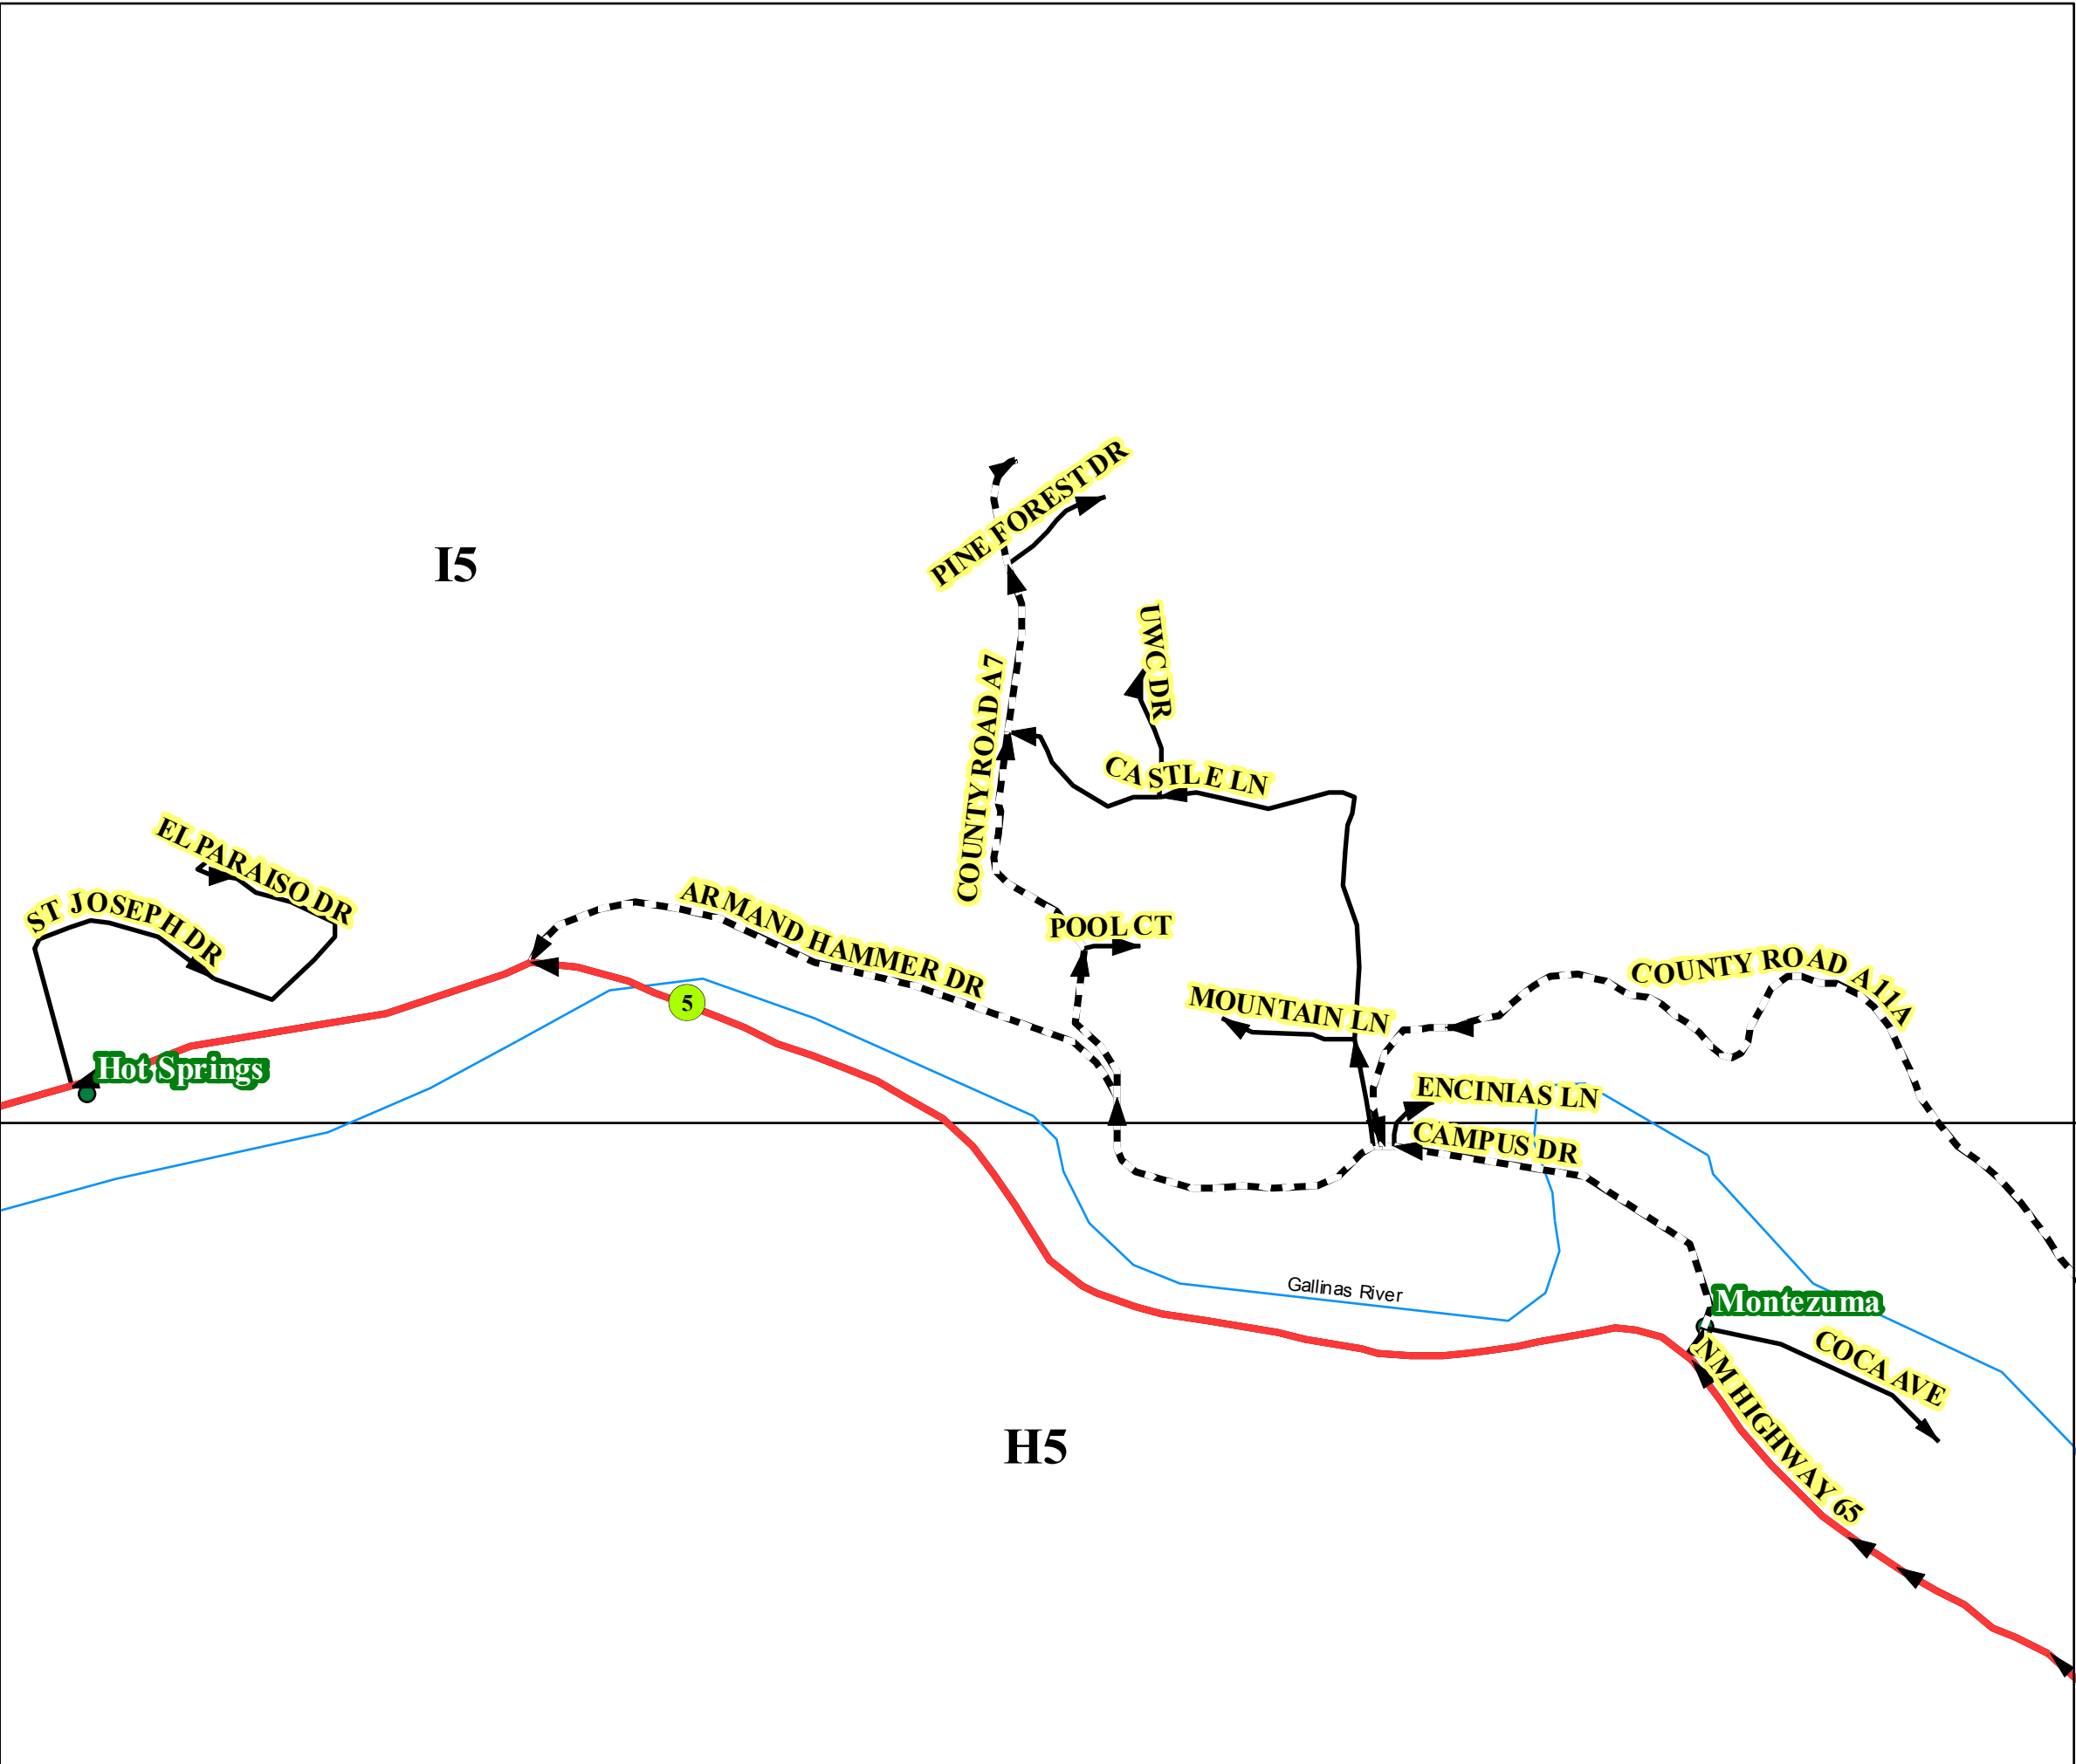 PINE FOREST DR
I5
UWC DR
COUNTY ROAD A7
CASTLE LN
EL PARAISO DR
ST JOSEPH DR
ARMAND HAMMER DR
POOL CT
COUNTY ROAD A11A
MOUNTAIN LN
5
Hot Springs
ENCINIAS LN
CAMPUS DR
Gallinas River
Montezuma
COCA AVE
NM HIGHWAY 65
H5